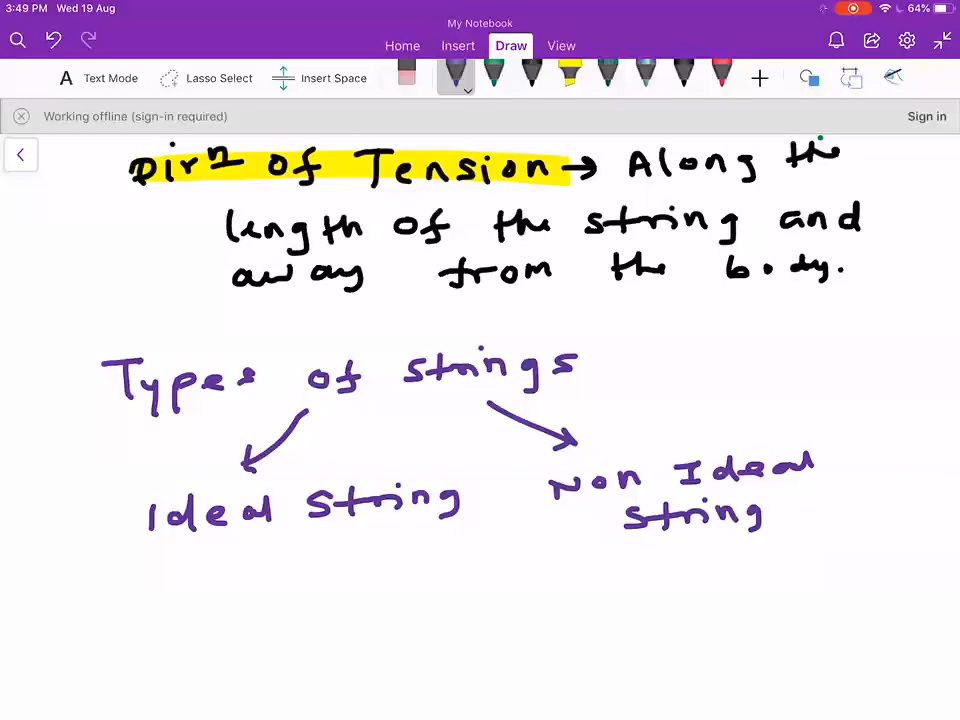 3:49 PM Wed 19 Aug
64%
My Notebook
Home Insert Draw View
A Text Mode Lasso Select Insert Space
Working offline (sign-in required) Sign in
Dirⁿ of Tension → Along the
length of the string and
away from the body.
Types of strings
Ideal string
Non Ideal
string